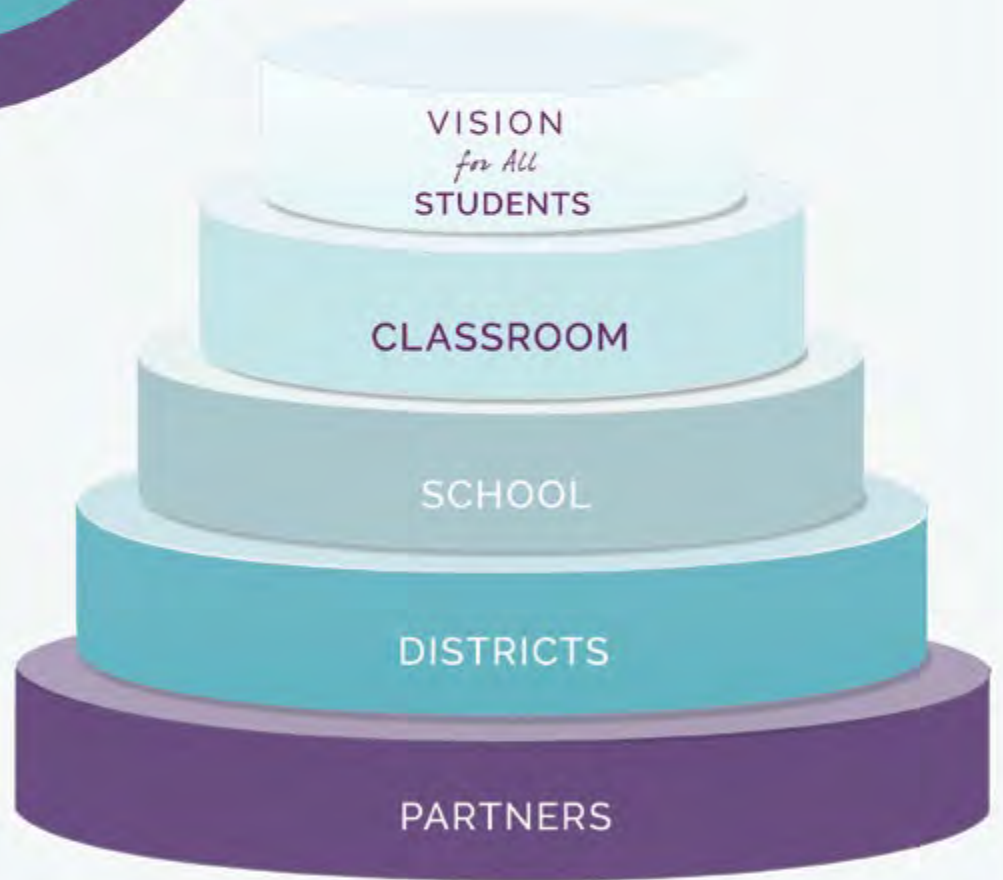 VISION
for All
STUDENTS
CLASSROOM
SCHOOL
DISTRICTS
PARTNERS